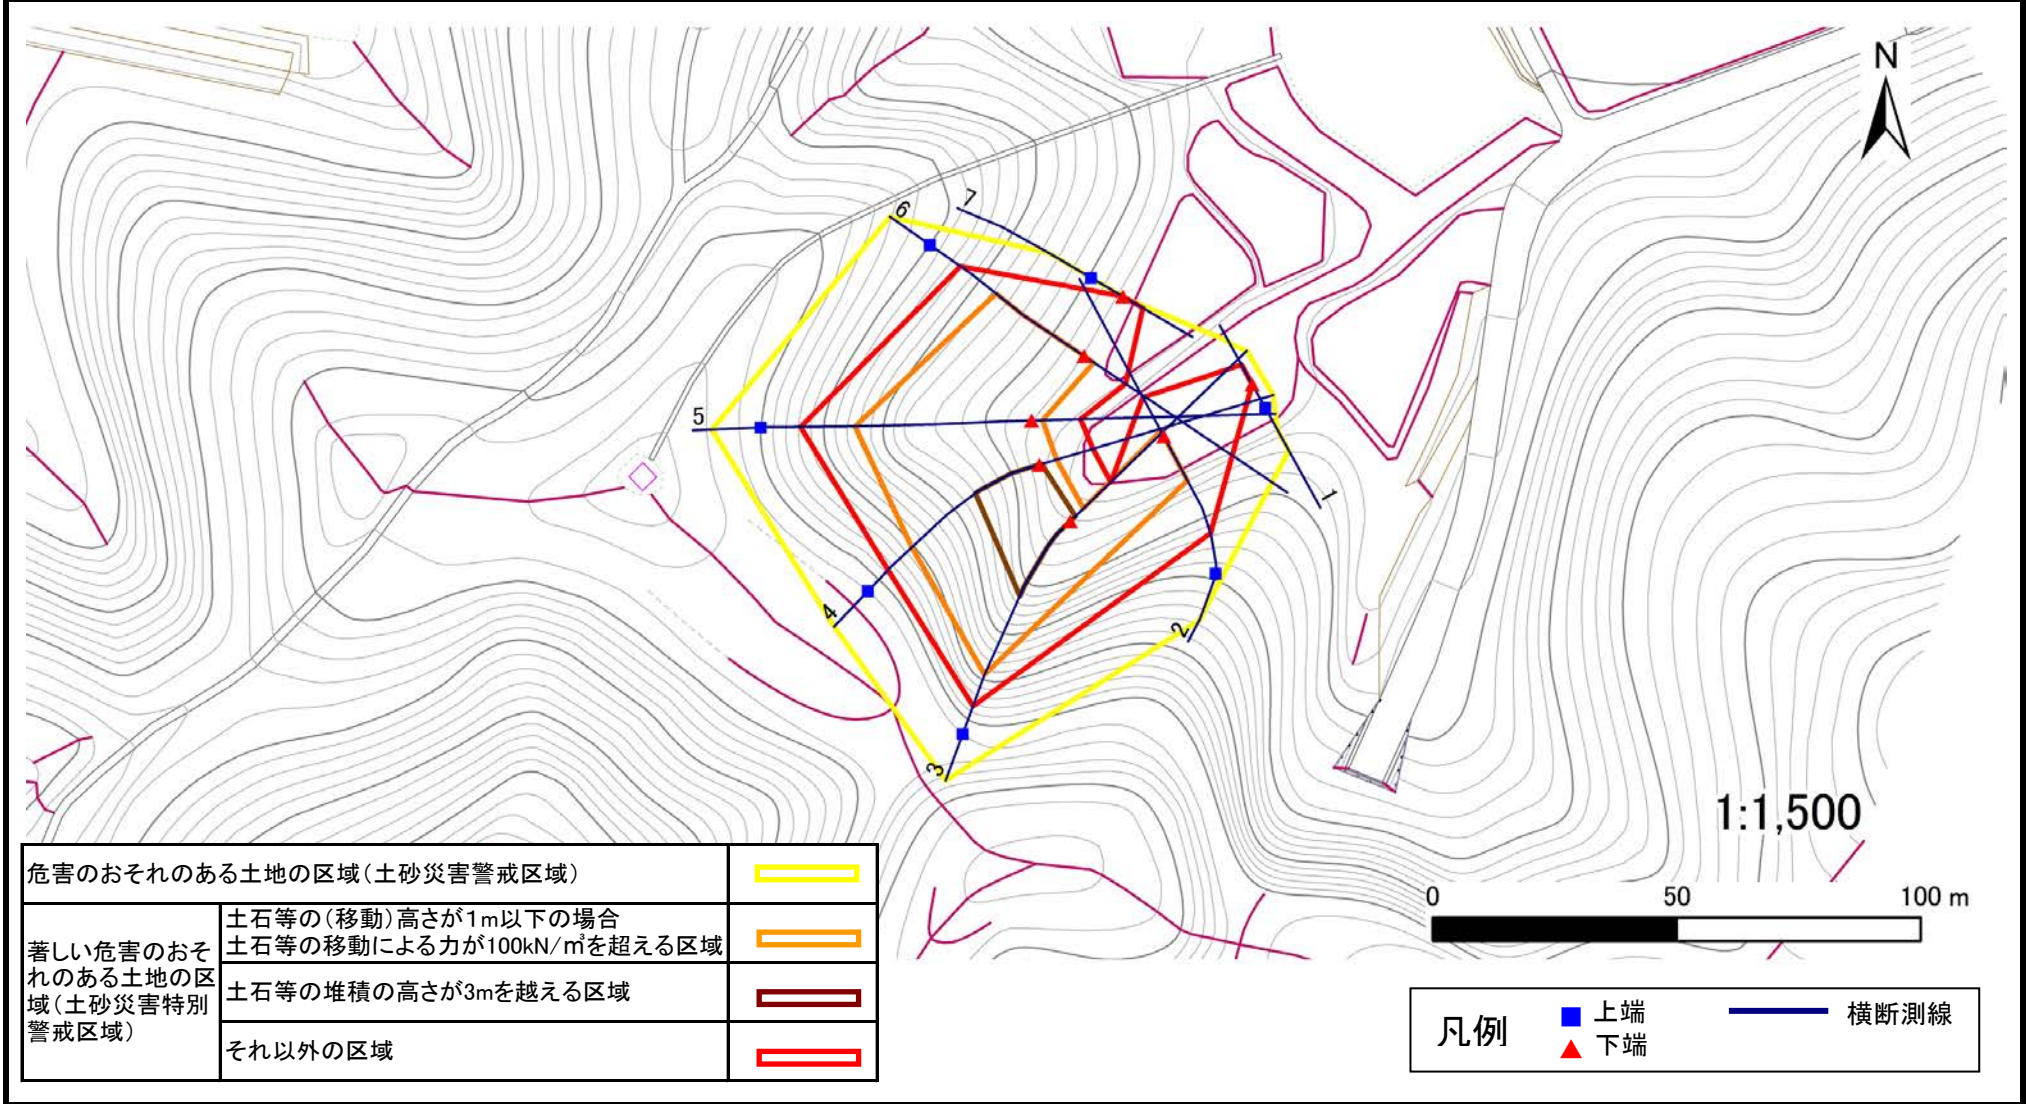 N
7
6
5
4
3
2
1
1:1,500
0 50 100 m
危害のおそれのある土地の区域（土砂災害警戒区域）
著しい危害のおそ
れのある土地の区
域（土砂災害特別
警戒区域）
土石等の（移動）高さが1m以下の場合
土石等の移動による力が100kN/㎡を超える区域
土石等の堆積の高さが3mを越える区域
それ以外の区域
凡例
上端
下端
横断測線